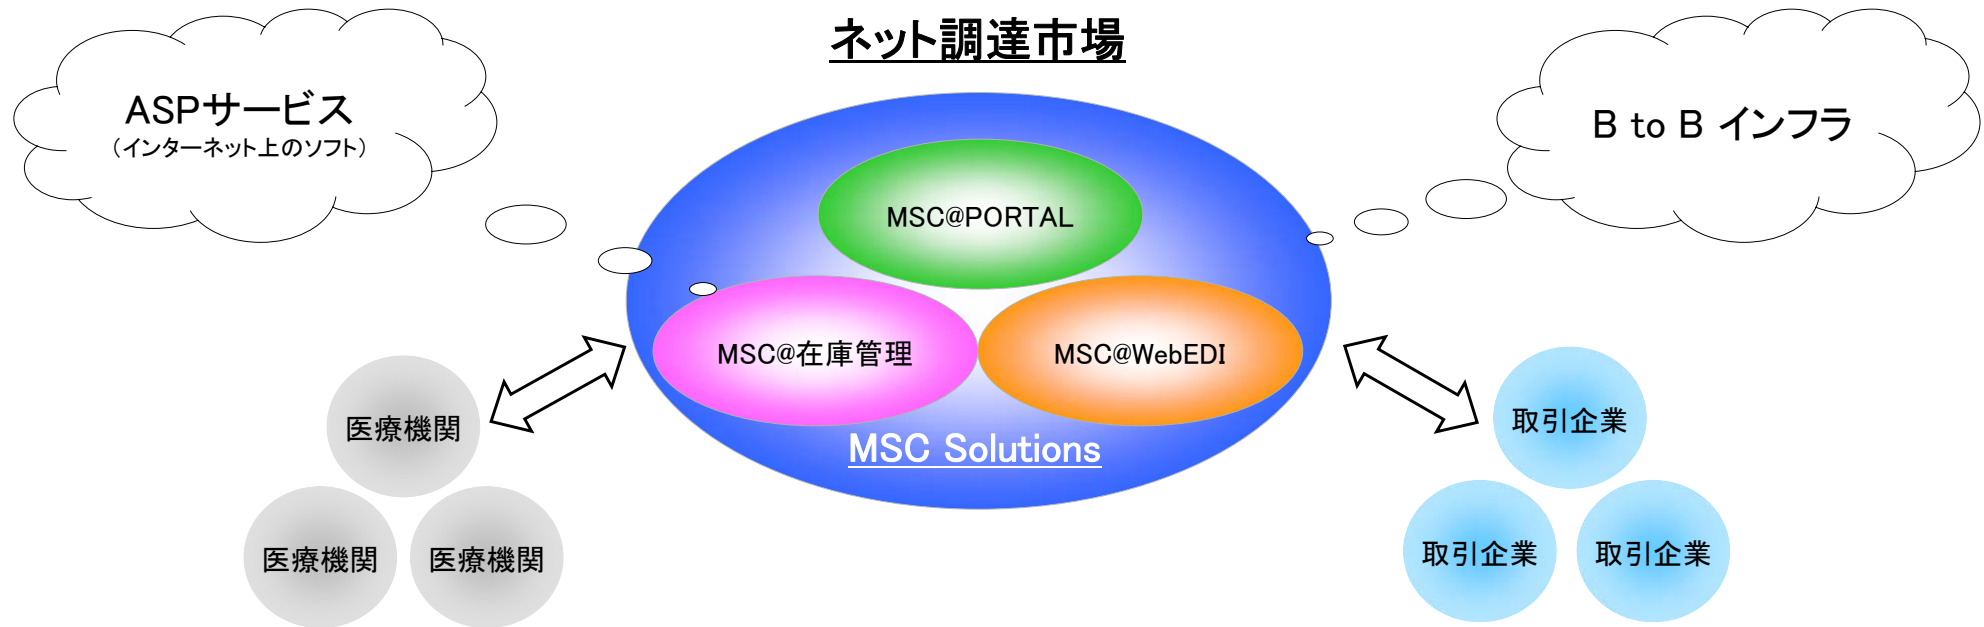 ネット調達市場
ASPサービス
（インターネット上のソフト）
B to B インフラ
MSC@PORTAL
MSC@在庫管理
MSC@WebEDI
MSC Solutions
医療機関
医療機関
医療機関
取引企業
取引企業
取引企業